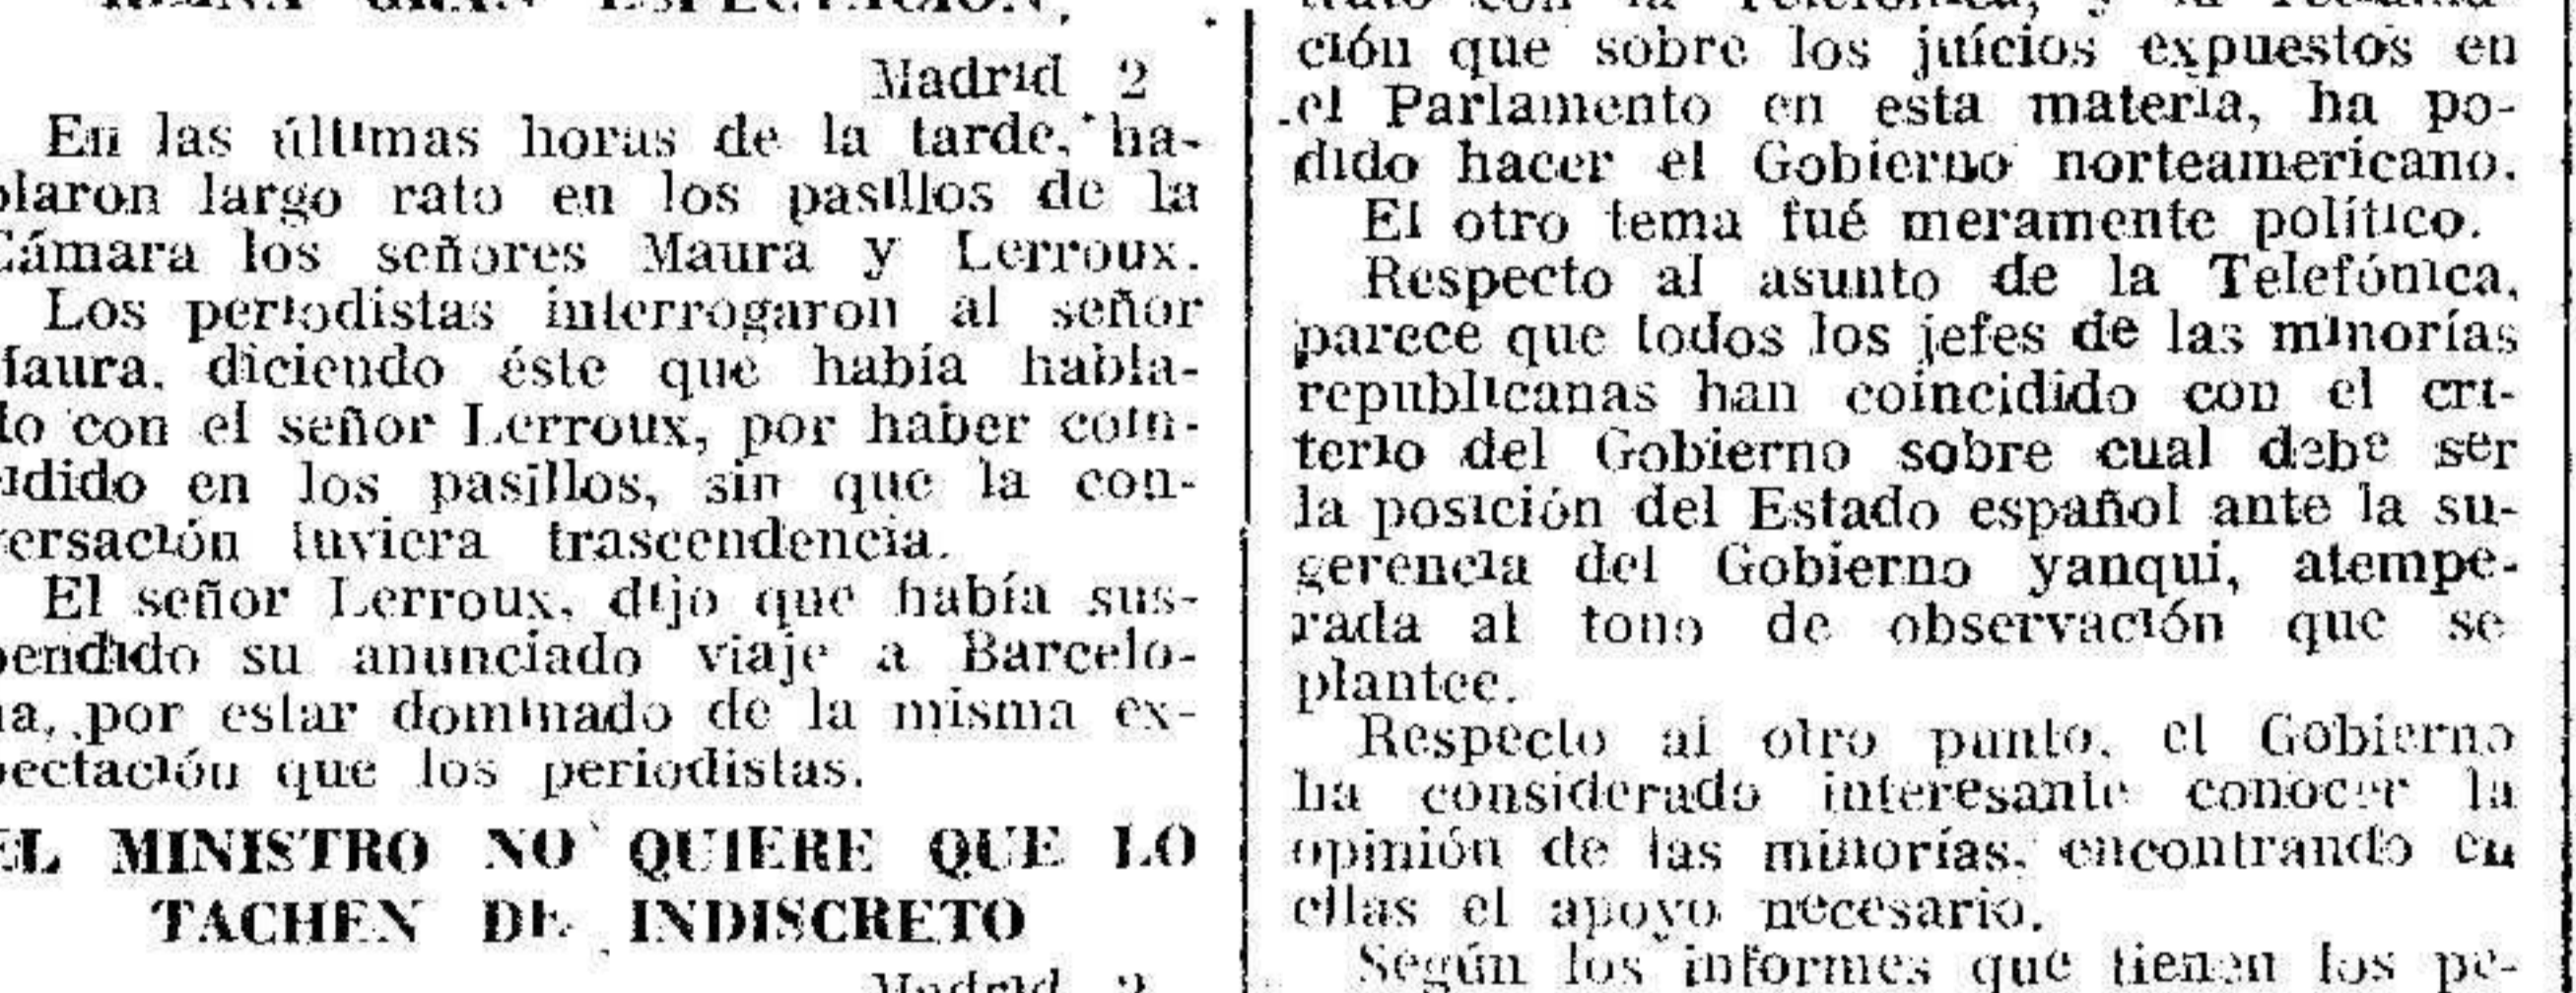 REINA GRAN ESPECTACION.
Madrid 2
En las últimas horas de la tarde, ha-
blaron largo rato en los pasillos de la
Cámara los señores Maura y Lerroux.
Los periodistas interrogaron al señor
Maura, diciendo éste que había habla-
do con el señor Lerroux, por haber coin-
cidido en los pasillos, sin que la con-
versación tuviera trascendencia.
El señor Lerroux, dijo que había sus-
pendido su anunciado viaje a Barcelo-
na, por estar dominado de la misma ex-
pectación que los periodistas.
EL MINISTRO NO QUIERE QUE LO
TACHEN DE INDISCRETO
Madrid 2
con la Telefónica, y
ción que sobre los juícios expuestos en
el Parlamento en esta materia, ha po-
dido hacer el Gobierno norteamericano.
El otro tema fué meramente político.
Respecto al asunto de la Telefónica,
parece que todos los jefes de las minorías
republicanas han coincidido con el cri-
terio del Gobierno sobre cual debe ser
la posición del Estado español ante la su-
gerencia del Gobierno yanqui, atempe-
rada al tono de observación que se
plantee.
Respecto al otro punto, el Gobierno
ha considerado interesante conocer la
opinión de las minorías, encontrando en
ellas el apoyo necesario.
Según los informes que tienen los pe-